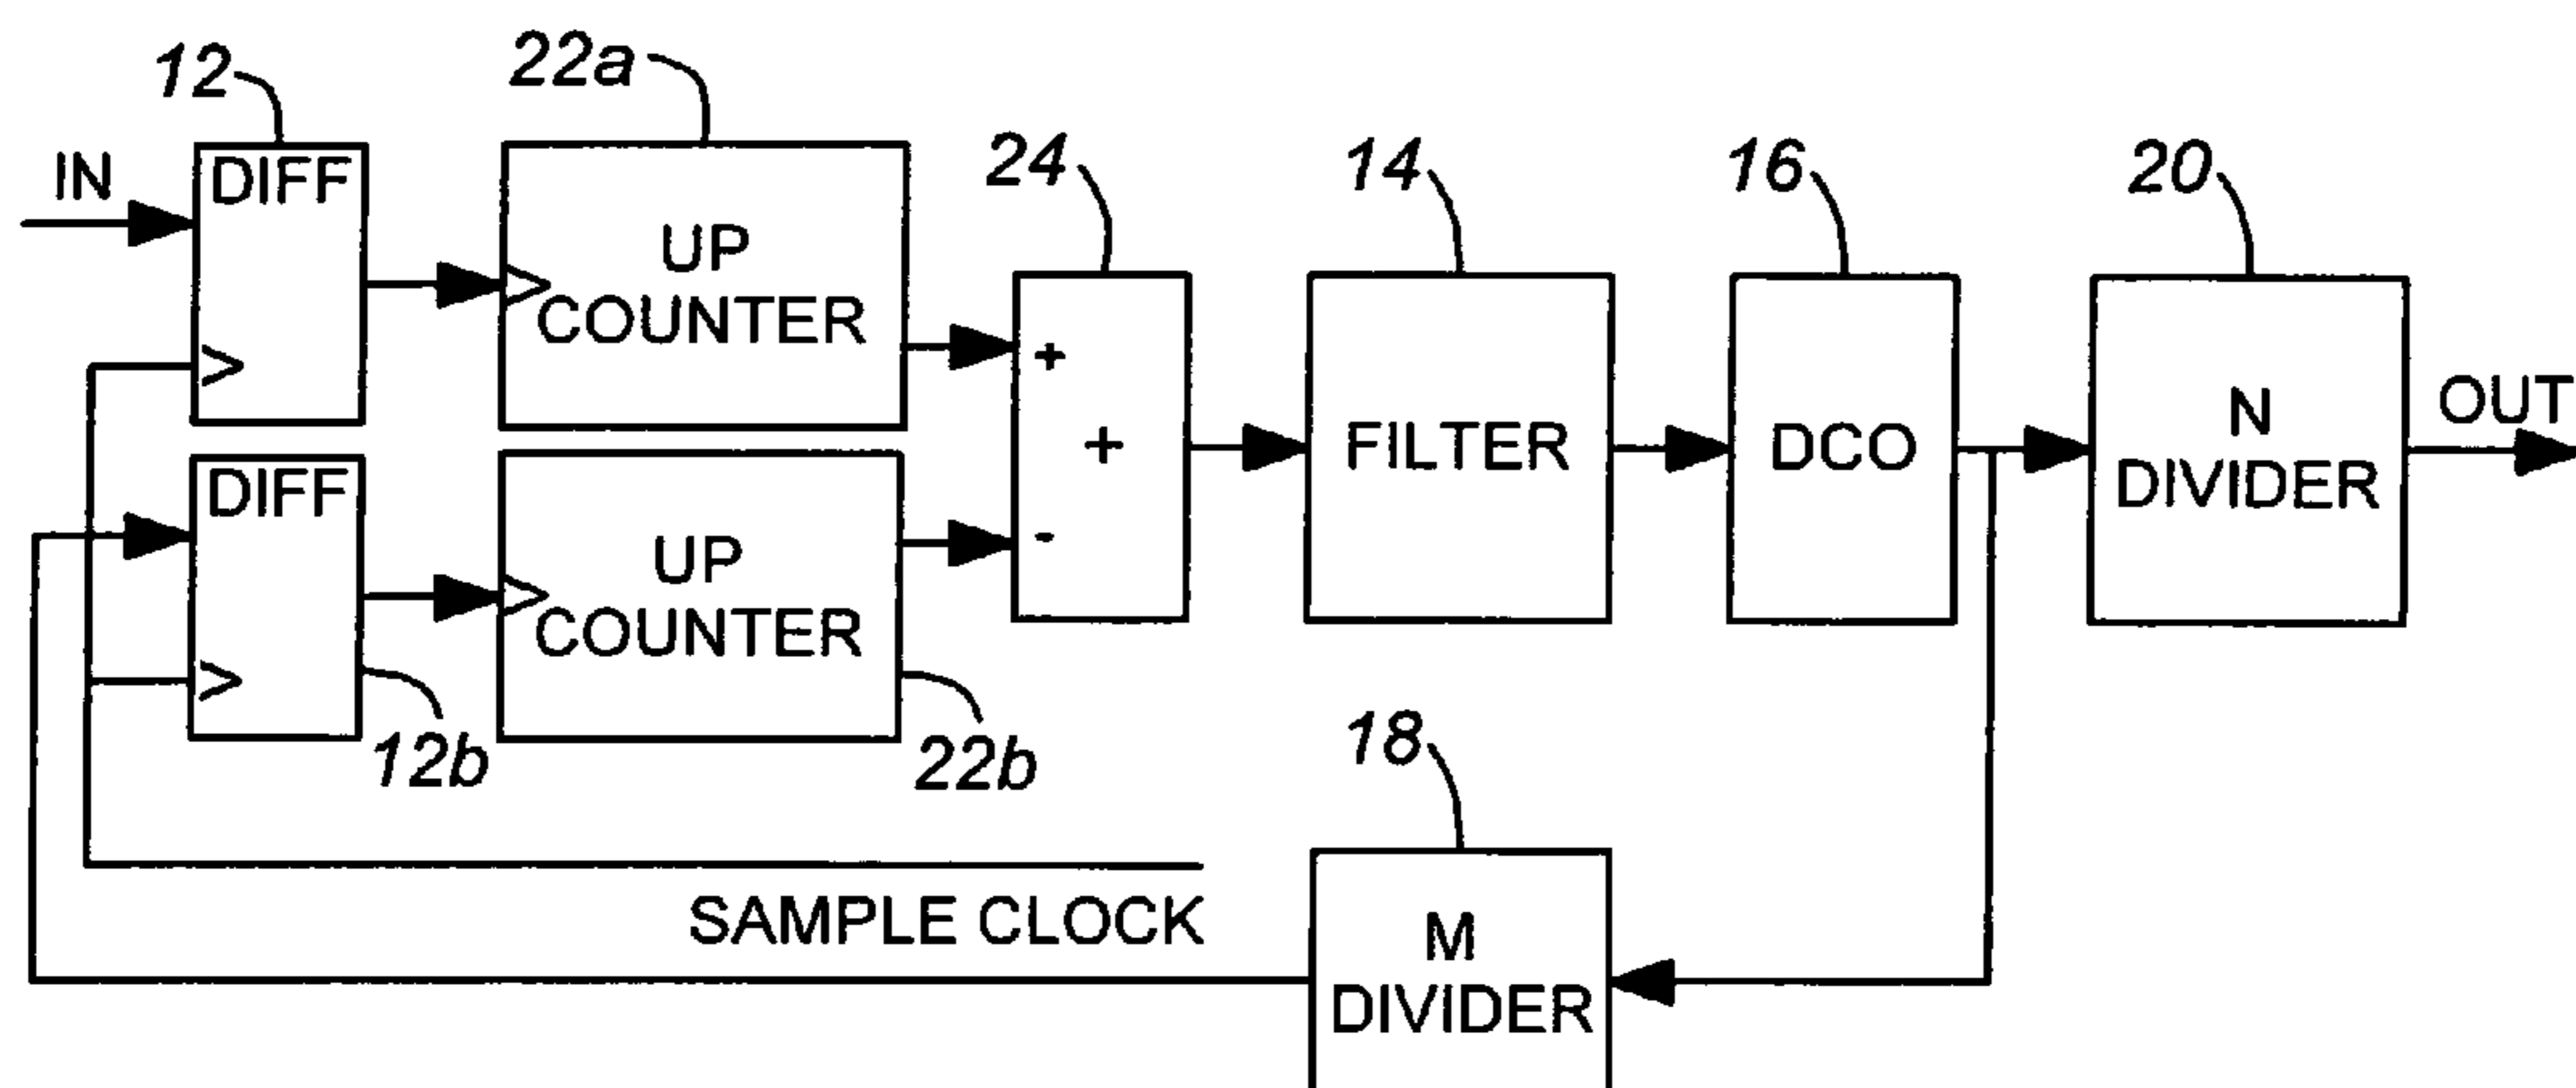 12
22a
24
14
16
20
IN
DIFF
UP
COUNTER
+
-
+
FILTER
DCO
N
DIVIDER
OUT
DIFF
UP
COUNTER
12b
22b
18
SAMPLE CLOCK
M
DIVIDER